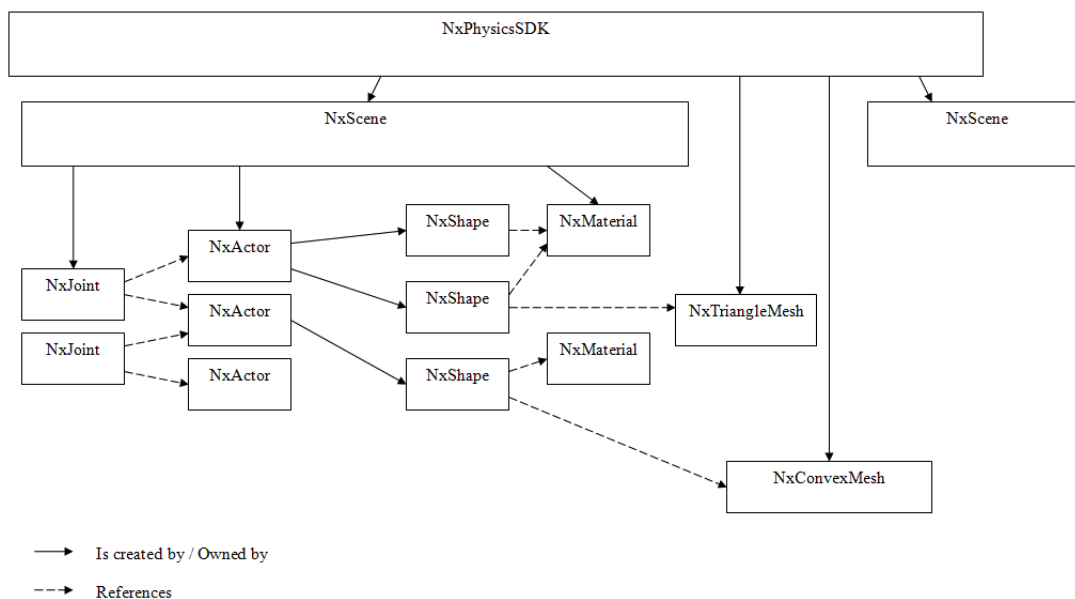 NxPhysicsSDK
NxScene
NxScene
NxShape
NxMaterial
NxActor
NxJoint
NxShape
NxActor
NxTriangleMesh
NxJoint
NxMaterial
NxActor
NxShape
NxConvexMesh
Is created by / Owned by
References